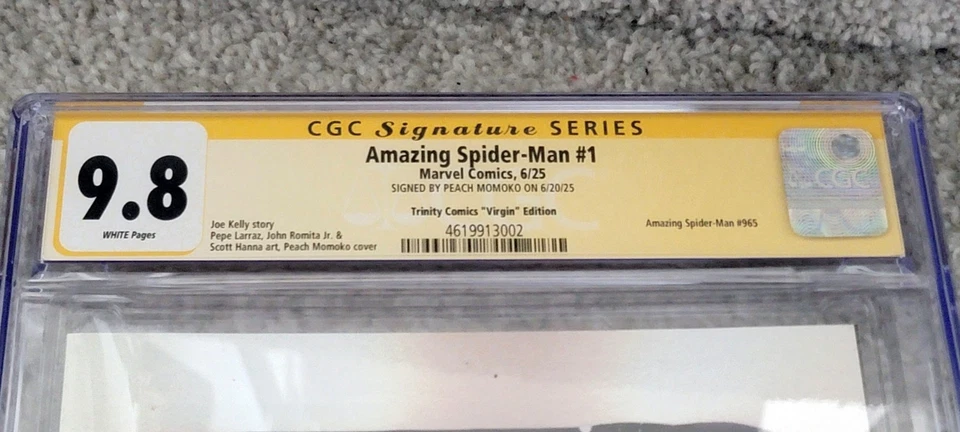 CGC Signature SERIES
9.8
WHITE Pages
Amazing Spider-Man #1
Marvel Comics, 6/25
SIGNED BY PEACH MOMOKO ON 6/20/25
Trinity Comics "Virgin" Edition
4619913002
Joe Kelly story
Pepe Larraz, John Romita Jr. &
Scott Hanna art, Peach Momoko cover
Amazing Spider-Man #965
CGC